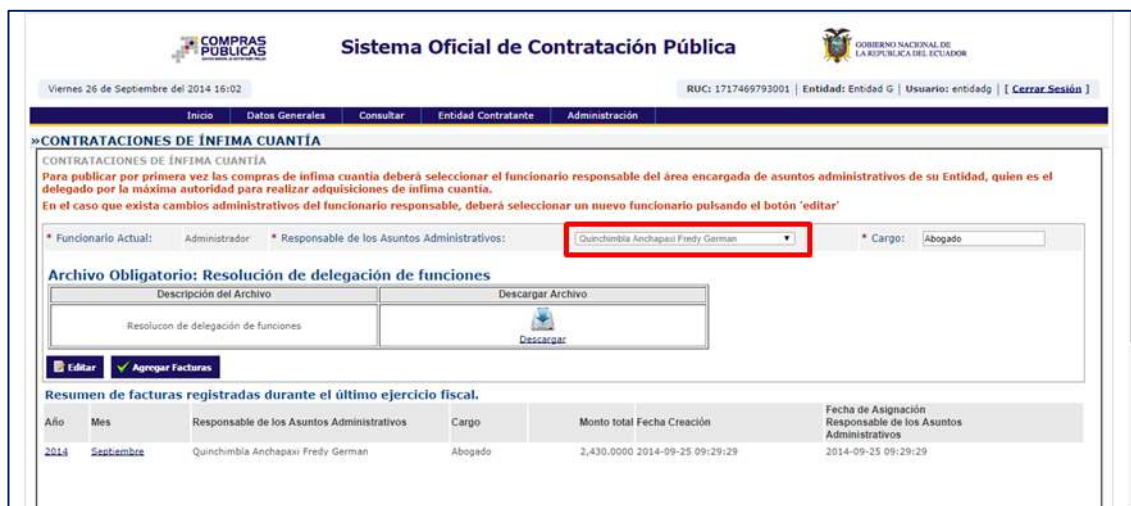 COMPRAS
PÚBLICAS
Sistema Oficial de Contratación Pública
GOBIERNO NACIONAL DE
LA REPUBLICA DEL ECUADOR
Viernes 26 de Septiembre del 2014 16:02
RUC: 1717469793001 | Entidad: Entidad G | Usuario: entidadg | [ Cerrar Sesión ]
Inicio Datos Generales Consultar Entidad Contratante Administración
»CONTRATACIONES DE ÍNFIMA CUANTÍA
CONTRATACIONES DE ÍNFIMA CUANTÍA
Para publicar por primera vez las compras de ínfima cuantía deberá seleccionar el funcionario responsable del área encargada de asuntos administrativos de su Entidad, quien es el
delegado por la máxima autoridad para realizar adquisiciones de ínfima cuantía.
En el caso que exista cambios administrativos del funcionario responsable, deberá seleccionar un nuevo funcionario pulsando el botón 'editar'
* Funcionario Actual: Administrador * Responsable de los Asuntos Administrativos: Quinchimbla Anchapaxi Fredy German * Cargo: Abogado
Archivo Obligatorio: Resolución de delegación de funciones
Descripción del Archivo Descargar Archivo
Resolucon de delegación de funciones
Descargar
Editar Agregar Facturas
Resumen de facturas registradas durante el último ejercicio fiscal.
Año Mes Responsable de los Asuntos Administrativos Cargo Monto total Fecha Creación Fecha de Asignación
Responsable de los Asuntos
Administrativos
2014 Septiembre Quinchimbla Anchapaxi Fredy German Abogado 2,430.0000 2014-09-25 09:29:29 2014-09-25 09:29:29